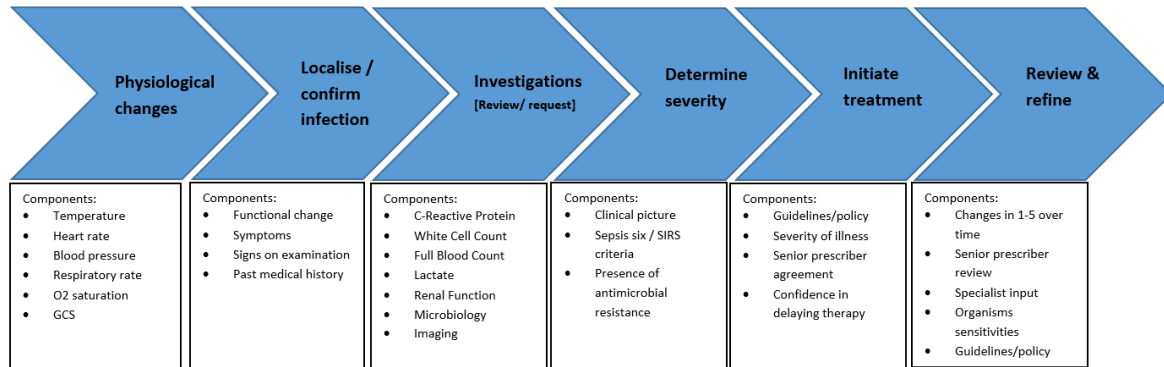 Physiological
changes
Localise /
confirm
infection
Investigations
[Review/ request]
Determine
severity
Initiate
treatment
Review &
refine
Components:
• Temperature
• Heart rate
• Blood pressure
• Respiratory rate
• O2 saturation
• GCS
Components:
• Functional change
• Symptoms
• Signs on examination
• Past medical history
Components:
• C-Reactive Protein
• White Cell Count
• Full Blood Count
• Lactate
• Renal Function
• Microbiology
• Imaging
Components:
• Clinical picture
• Sepsis six / SIRS
criteria
• Presence of
antimicrobial
resistance
Components:
• Guidelines/policy
• Severity of illness
• Senior prescriber
agreement
• Confidence in
delaying therapy
Components:
• Changes in 1-5 over
time
• Senior prescriber
review
• Specialist input
• Organisms
sensitivities
• Guidelines/policy